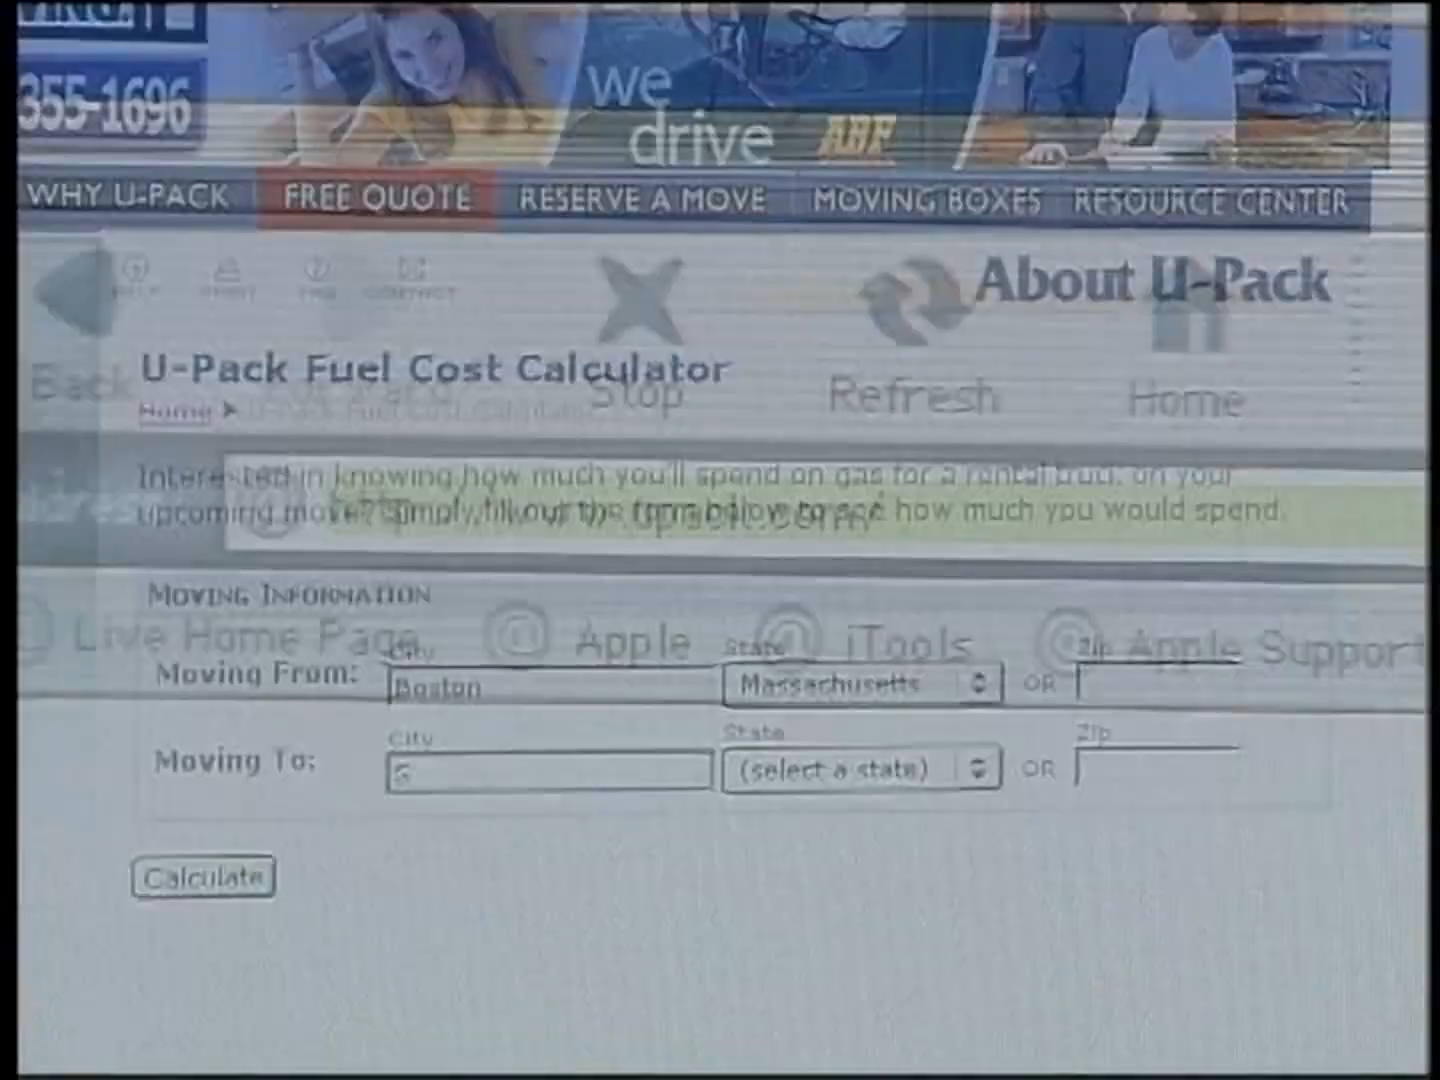 355-1696
we
drive
ABF
WHY U-PACK FREE QUOTE RESERVE A MOVE MOVING BOXES RESOURCE CENTER
About U-Pack
U-Pack Fuel Cost Calculator
Back Stop Refresh Home
Home ➤ U-Pack Fuel Cost Calculator
Interested in knowing how much you'll spend on gas for a rental truck on your
upcoming move? Simply fill out the form below to see how much you would spend.
MOVING INFORMATION
Live Home Page Apple iTools Apple Support
City State Zip
Moving From: Boston Massachusetts OR
City State Zip
Moving To: (select a state) OR
Calculate